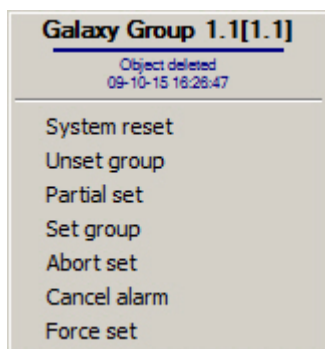 Galaxy Group 1.1[1.1]
Object deleted
09-10-15 16:26:47
System reset
Unset group
Partial set
Set group
Abort set
Cancel alarm
Force set